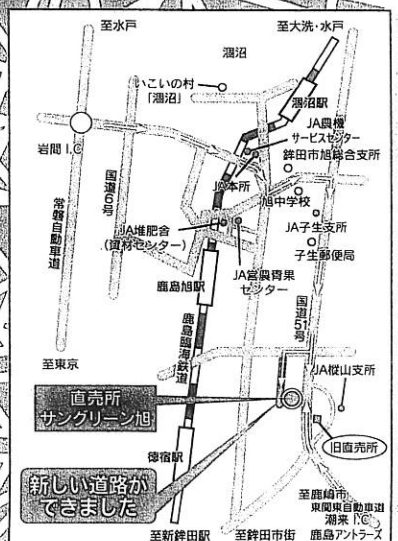 至水戸
至大洗・水戸
涸沼
いこいの村
「涸沼」
涸沼駅
JA農機
サービスセンター
鉾田市旭総合支所
岩間I.C
JA本所
旭中学校
国道6号
JA子生支所
子生郵便局
常磐自動車道
JA堆肥舎
(資材センター)
JA営農青果
センター
鹿島旭駅
鹿島臨海鉄道
国道51号
至東京
JA樅山支所
直売所
サングリーン旭
旧直売所
徳宿駅
新しい道路が
できました
至鹿嶋市
東関東自動車道
潮来I.C
鹿島アントラーズ
至新鉾田駅
至鉾田市街